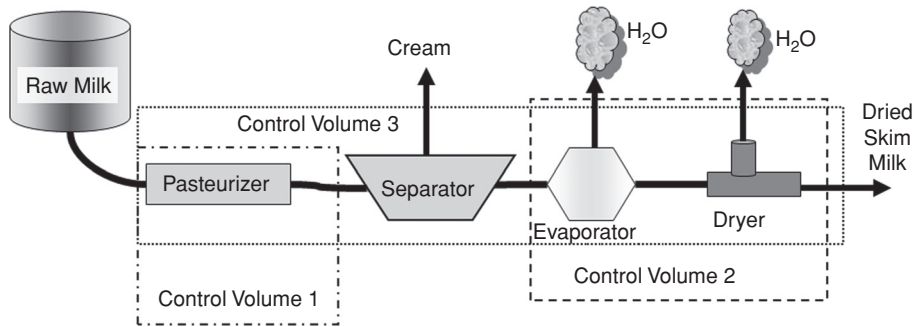 H₂O
H₂O
Cream
Raw Milk
Control Volume 3
Dried
Skim
Milk
Pasteurizer
Separator
Evaporator
Dryer
Control Volume 2
Control Volume 1